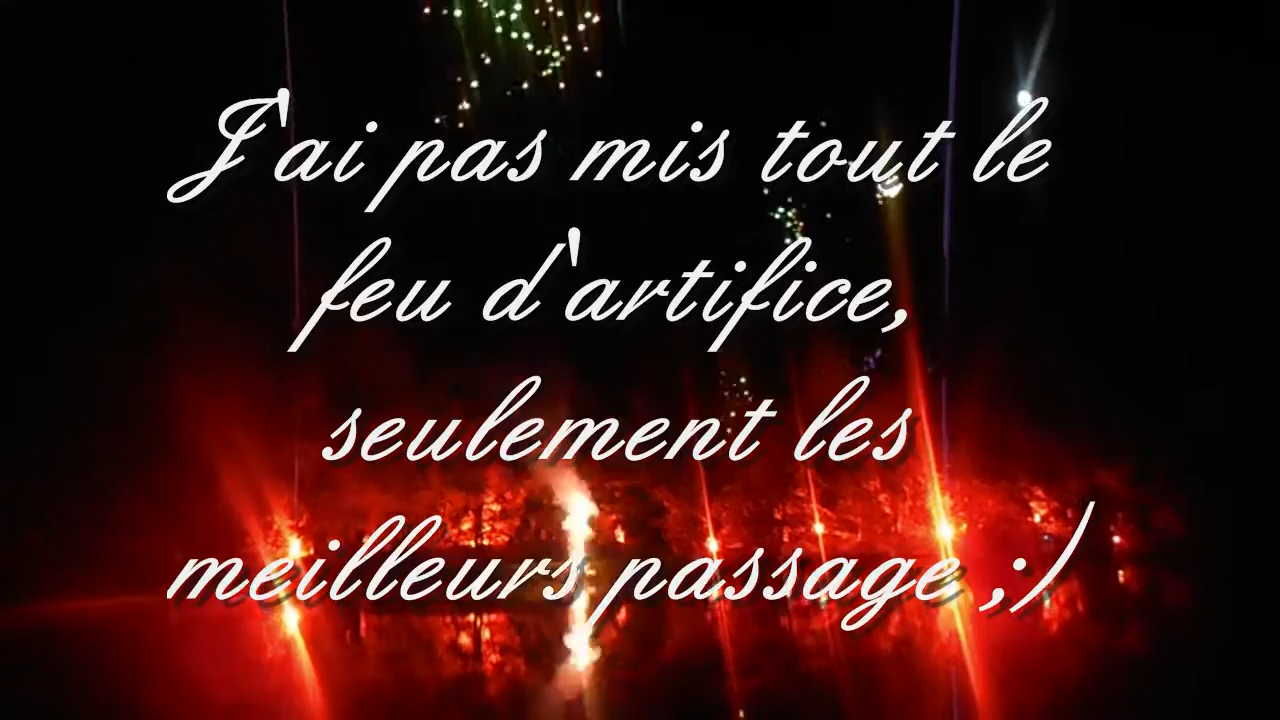 J'ai pas mis tout le
feu d'artifice,
seulement les
meilleurs passage ;)